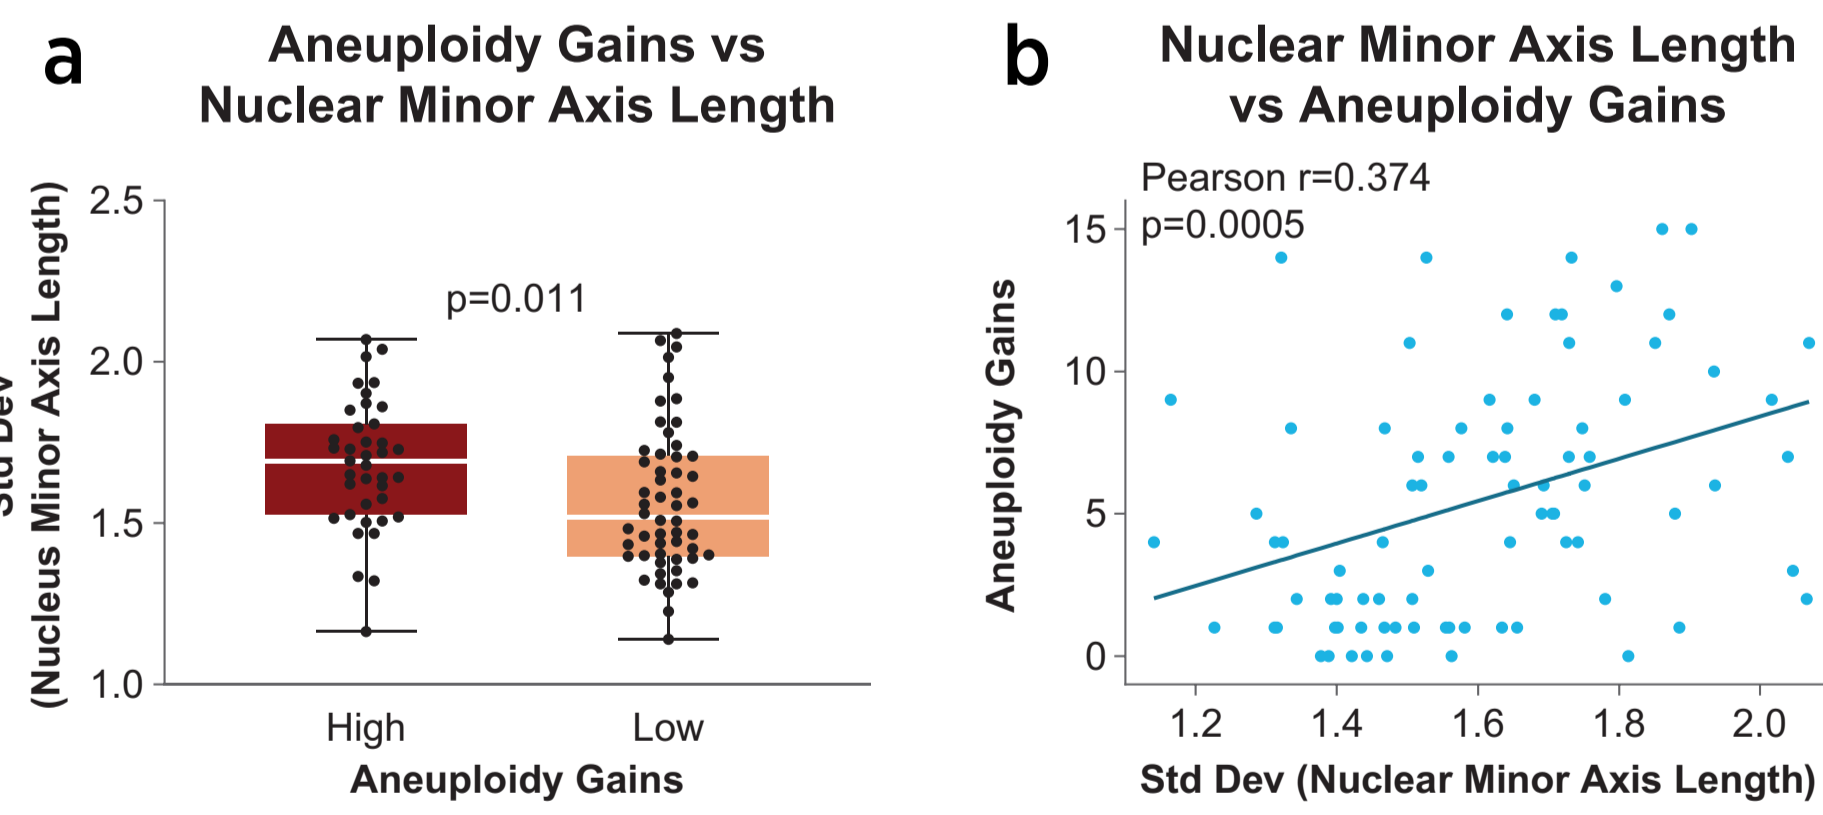 a
Aneuploidy Gains vs
Nuclear Minor Axis Length
Std Dev
(Nucleus Minor Axis Length)
2.5
2.0
1.5
1.0
p=0.011
High
Low
Aneuploidy Gains
b
Nuclear Minor Axis Length
vs Aneuploidy Gains
Pearson r=0.374
p=0.0005
Aneuploidy Gains
15
10
5
0
1.2
1.4
1.6
1.8
2.0
Std Dev (Nuclear Minor Axis Length)